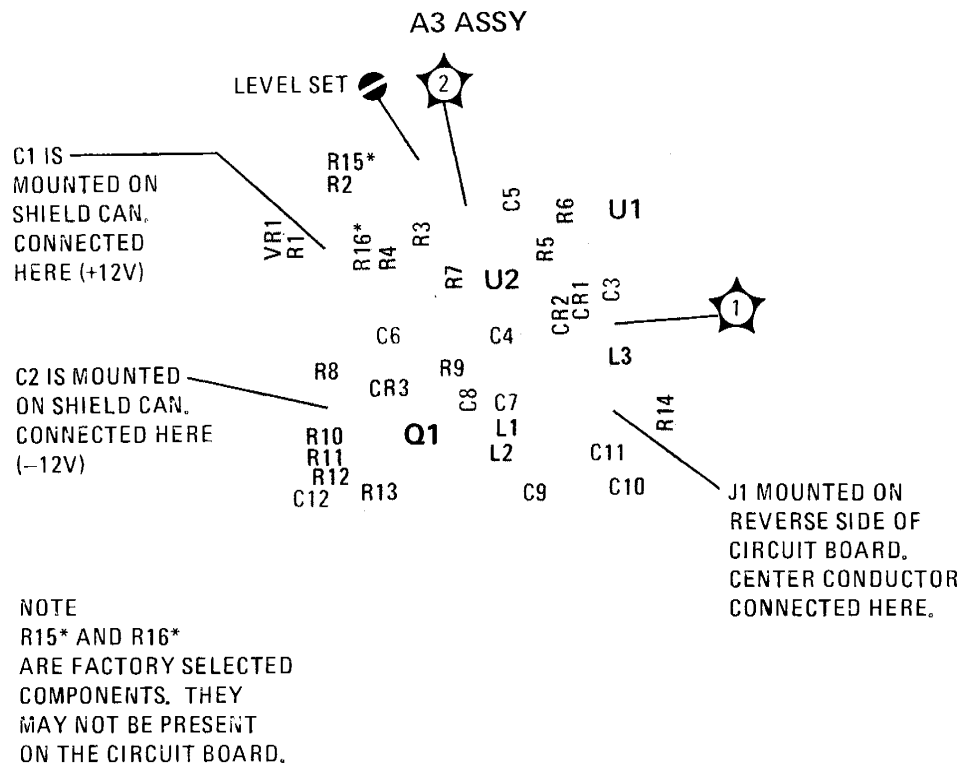 A3 ASSY
LEVEL SET
2
C1 IS
MOUNTED ON
SHIELD CAN.
CONNECTED
HERE (+12V)
R15*
R2
VR1
R1
R16*
R4
R3
R7
C5
R6
U1
R5
U2
CR2
CR1
C3
1
C6
C4
L3
R8
CR3
R9
C8
C7
R14
C2 IS MOUNTED
ON SHIELD CAN.
CONNECTED HERE
(−12V)
R10
R11
R12
C12
R13
Q1
L1
L2
C11
C9
C10
J1 MOUNTED ON
REVERSE SIDE OF
CIRCUIT BOARD.
CENTER CONDUCTOR
CONNECTED HERE.
NOTE
R15* AND R16*
ARE FACTORY SELECTED
COMPONENTS. THEY
MAY NOT BE PRESENT
ON THE CIRCUIT BOARD.